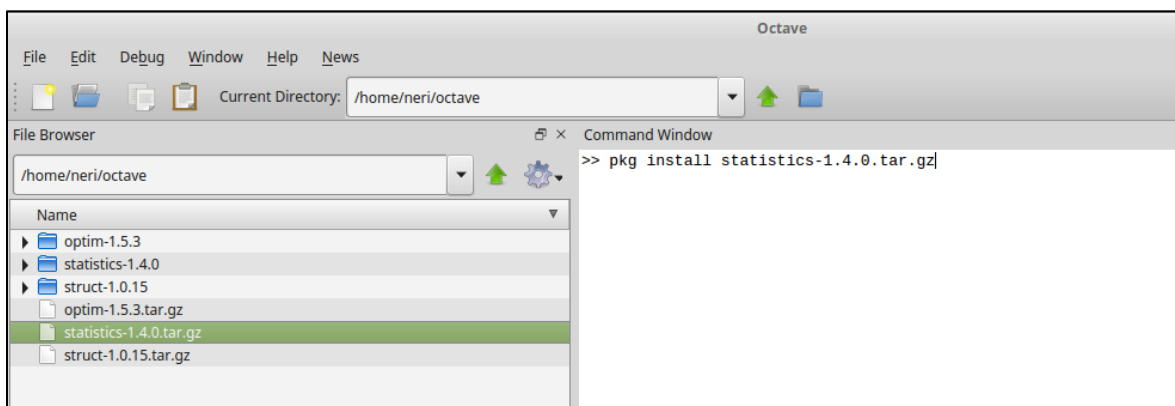 Octave
File Edit Debug Window Help News
Current Directory: /home/neri/octave
File Browser
/home/neri/octave
Name
optim-1.5.3
statistics-1.4.0
struct-1.0.15
optim-1.5.3.tar.gz
statistics-1.4.0.tar.gz
struct-1.0.15.tar.gz
Command Window
>> pkg install statistics-1.4.0.tar.gz